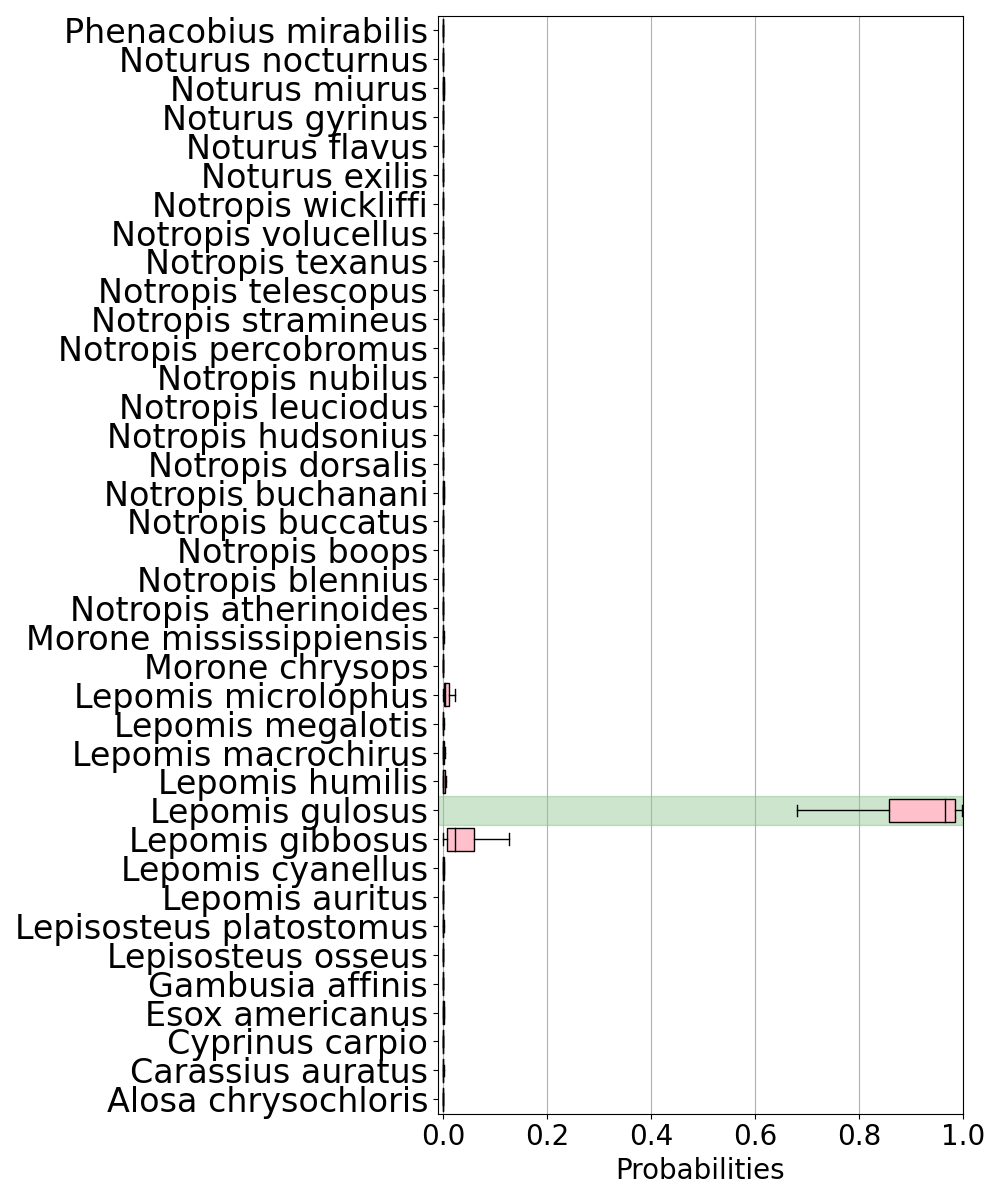 Phenacobius mirabilis
Noturus nocturnus
Noturus miurus
Noturus gyrinus
Noturus flavus
Noturus exilis
Notropis wickliffi
Notropis volucellus
Notropis texanus
Notropis telescopus
Notropis stramineus
Notropis percobromus
Notropis nubilus
Notropis leuciodus
Notropis hudsonius
Notropis dorsalis
Notropis buchanani
Notropis buccatus
Notropis boops
Notropis blennius
Notropis atherinoides
Morone mississippiensis
Morone chrysops
Lepomis microlophus
Lepomis megalotis
Lepomis macrochirus
Lepomis humilis
Lepomis gulosus
Lepomis gibbosus
Lepomis cyanellus
Lepomis auritus
Lepisosteus platostomus
Lepisosteus osseus
Gambusia affinis
Esox americanus
Cyprinus carpio
Carassius auratus
Alosa chrysochloris
0.0 0.2 0.4 0.6 0.8 1.0
Probabilities